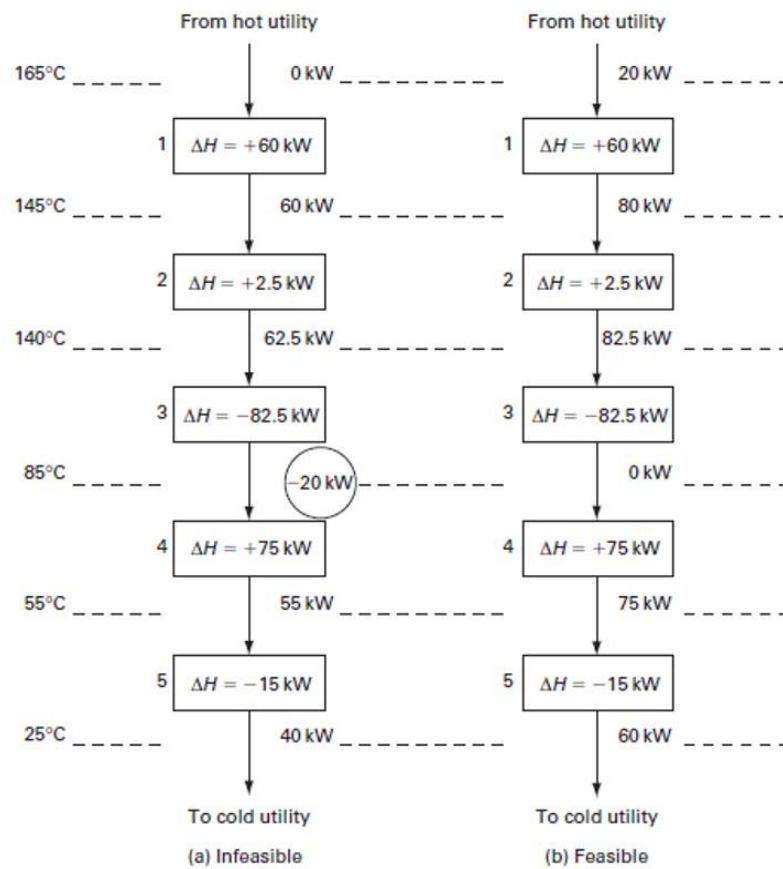 From hot utility From hot utility
165°C 0 kW 20 kW
1 ΔH = +60 kW 1 ΔH = +60 kW
145°C 60 kW 80 kW
2 ΔH = +2.5 kW 2 ΔH = +2.5 kW
140°C 62.5 kW 82.5 kW
3 ΔH = −82.5 kW 3 ΔH = −82.5 kW
85°C −20 kW 0 kW
4 ΔH = +75 kW 4 ΔH = +75 kW
55°C 55 kW 75 kW
5 ΔH = −15 kW 5 ΔH = −15 kW
25°C 40 kW 60 kW
To cold utility To cold utility
(a) Infeasible (b) Feasible